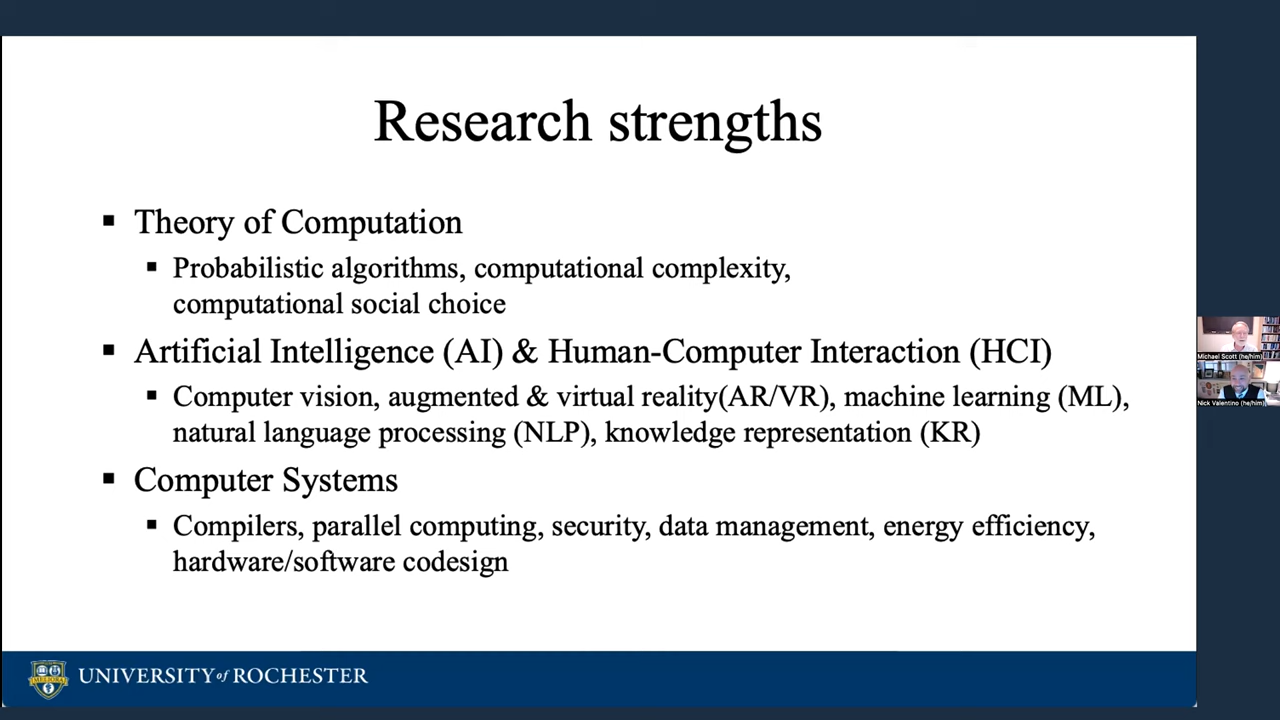 Research strengths
▪ Theory of Computation
▪ Probabilistic algorithms, computational complexity,
computational social choice
▪ Artificial Intelligence (AI) & Human-Computer Interaction (HCI)
▪ Computer vision, augmented & virtual reality(AR/VR), machine learning (ML),
natural language processing (NLP), knowledge representation (KR)
▪ Computer Systems
▪ Compilers, parallel computing, security, data management, energy efficiency,
hardware/software codesign
Michael Scott (he/him)
Nick Valentino (he/him)
MELIORA
UNIVERSITY of ROCHESTER